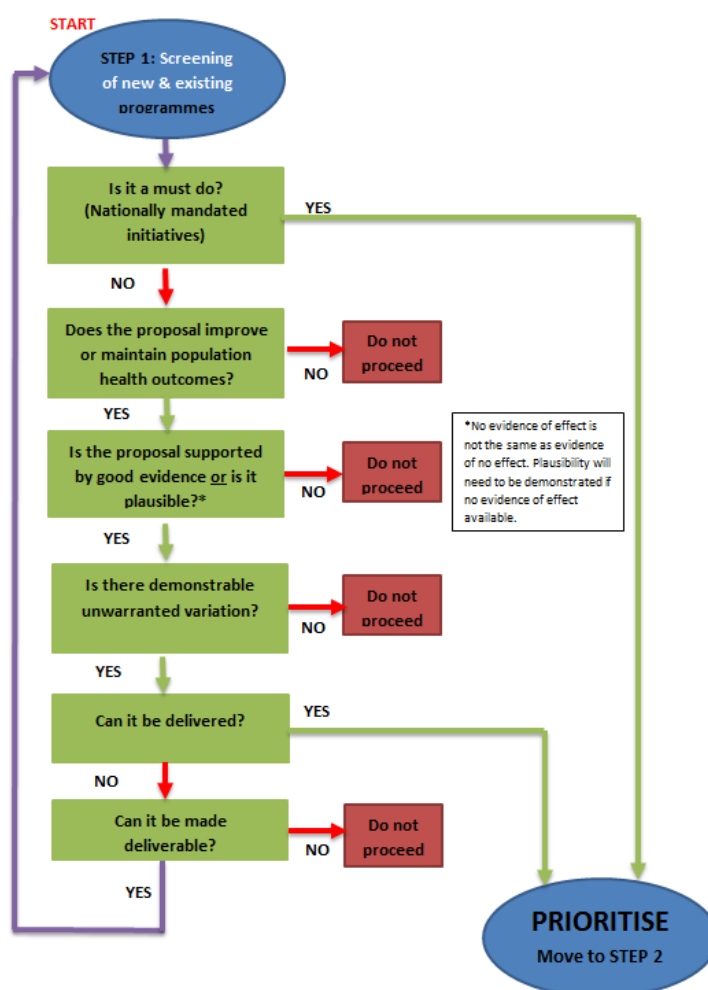 START
STEP 1: Screening
of new & existing
programmes
Is it a must do?
(Nationally mandated
initiatives)
YES
NO
Does the proposal improve
or maintain population
health outcomes?
NO
Do not
proceed
YES
Is the proposal supported
by good evidence or is it
plausible?*
NO
Do not
proceed
*No evidence of effect is
not the same as evidence
of no effect. Plausibility will
need to be demonstrated if
no evidence of effect
available.
YES
Is there demonstrable
unwarranted variation?
NO
Do not
proceed
YES
Can it be delivered?
YES
NO
Can it be made
deliverable?
NO
Do not
proceed
YES
PRIORITISE
Move to STEP 2